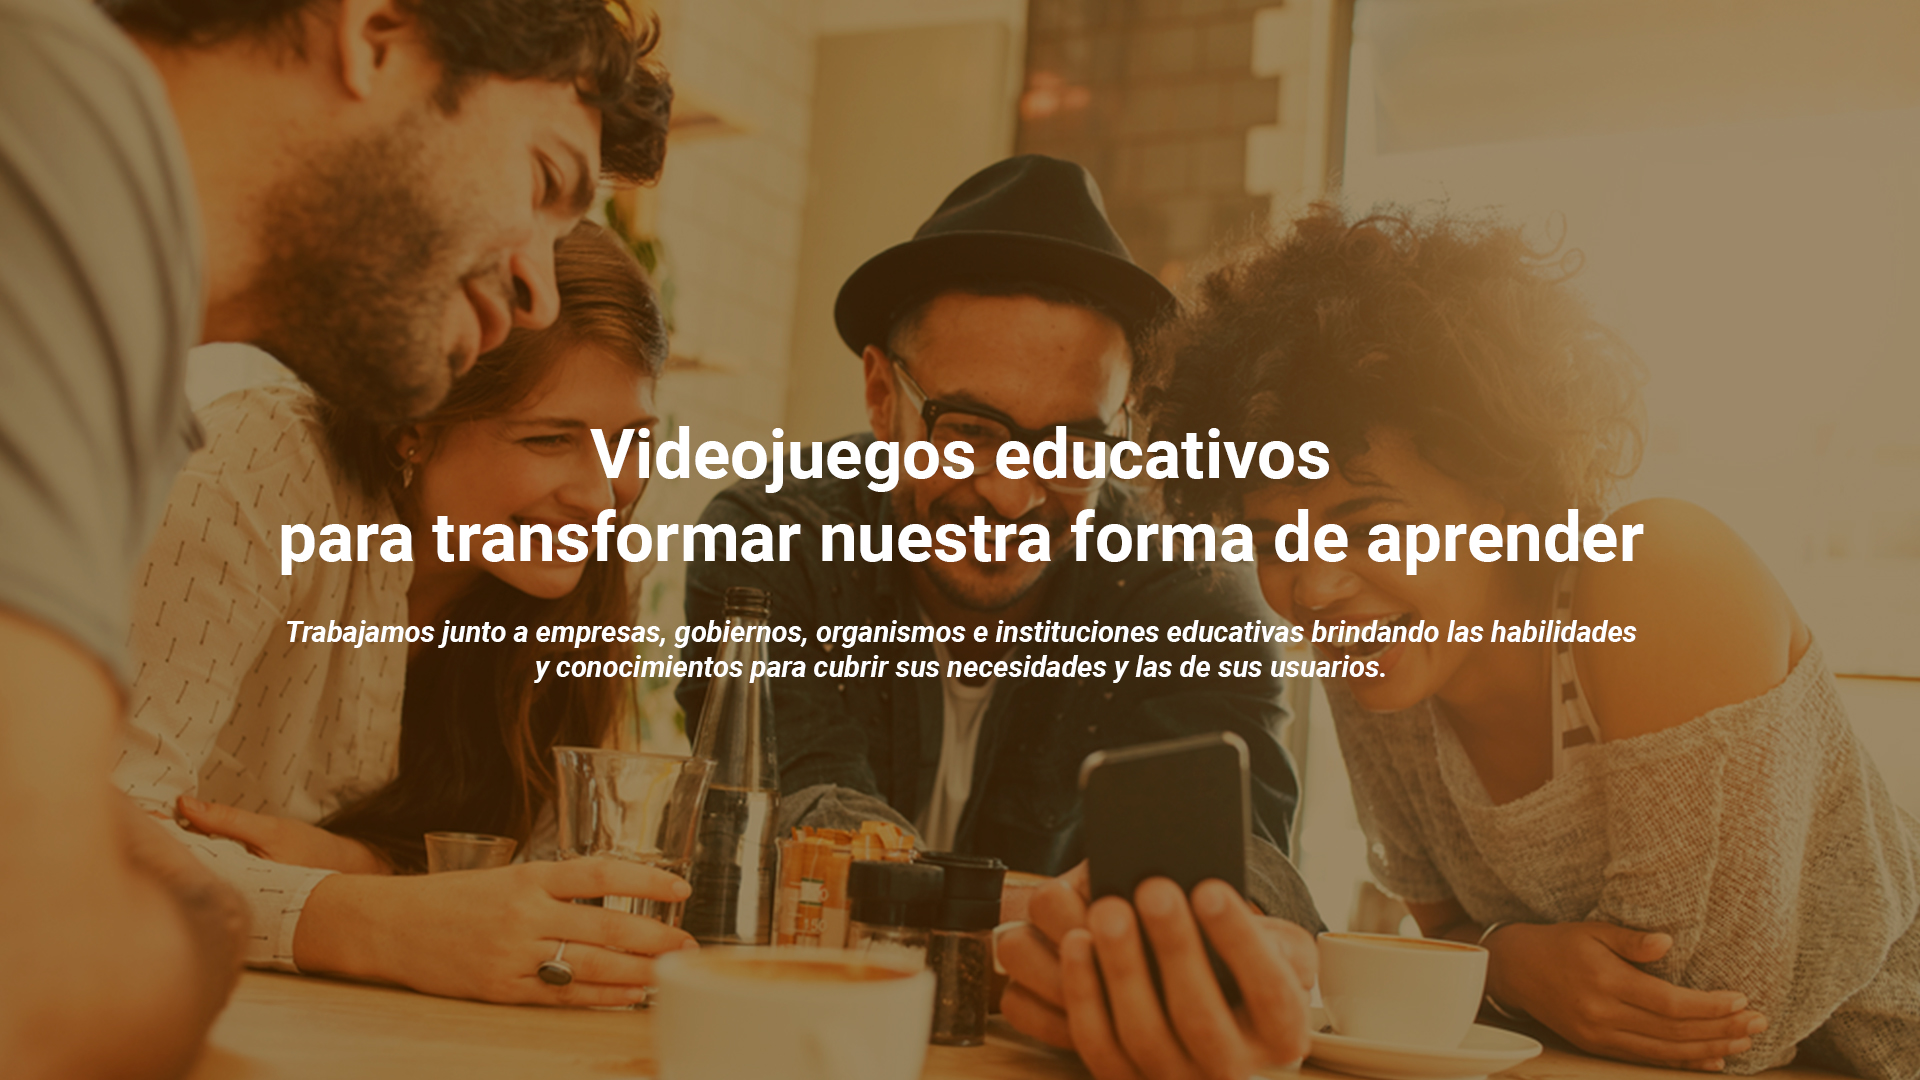 Videojuegos educativos
para transformar nuestra forma de aprender
Trabajamos junto a empresas, gobiernos, organismos e instituciones educativas brindando las habilidades
y conocimientos para cubrir sus necesidades y las de sus usuarios.